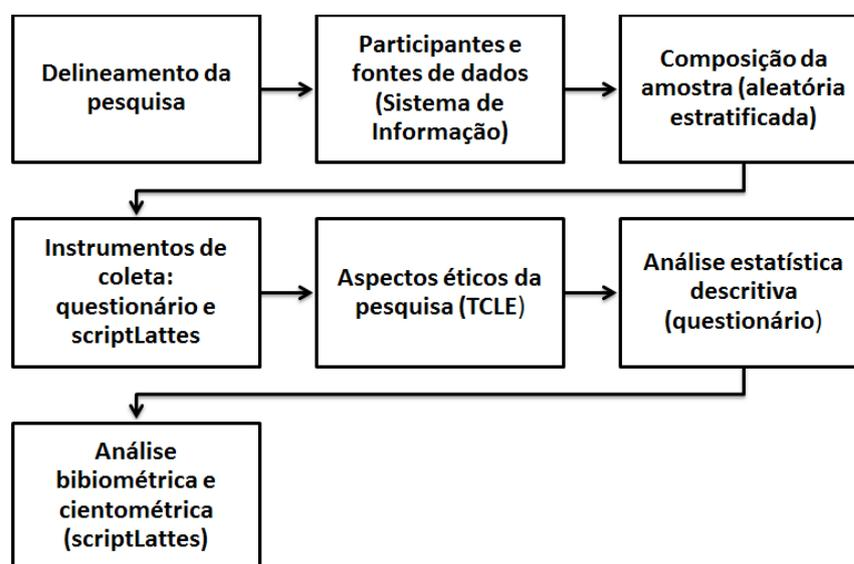 Delineamento da
pesquisa
Participantes e
fontes de dados
(Sistema de
Informação)
Composição da
amostra (aleatória
estratificada)
Instrumentos de
coleta:
questionário e
scriptLattes
Aspectos éticos da
pesquisa (TCLE)
Análise estatística
descritiva
(questionário)
Análise
bibiométrica e
cientométrica
(scriptLattes)